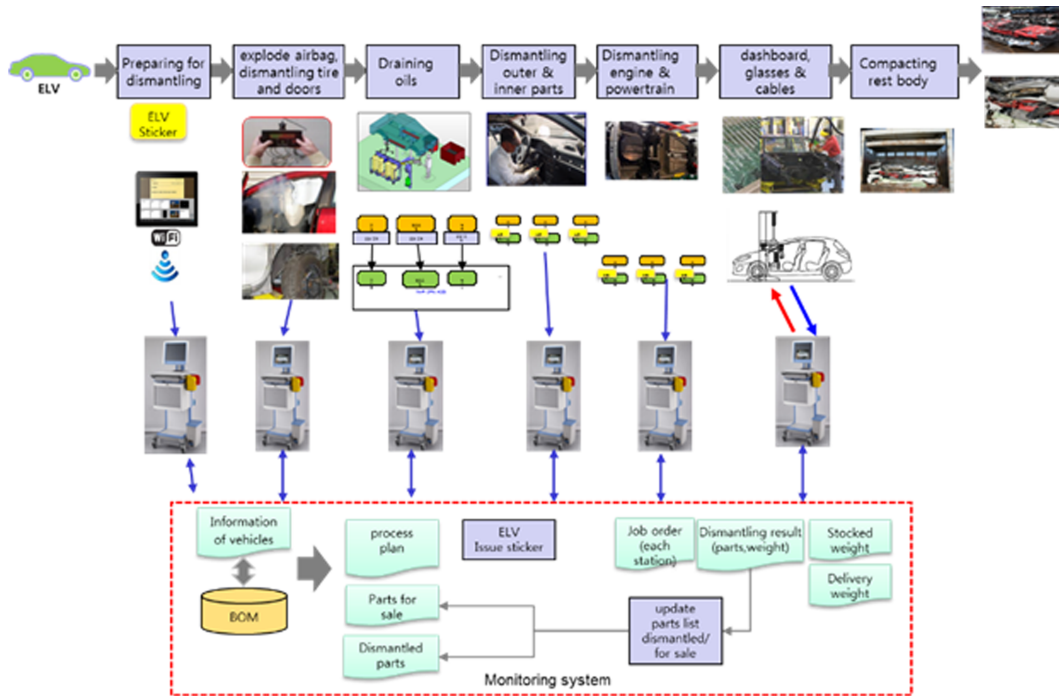 ELV
Preparing for
dismantling
explode airbag,
dismantling tire
and doors
Draining
oils
Dismantling
outer &
inner parts
Dismantling
engine &
powertrain
dashboard,
glasses &
cables
Compacting
rest body
ELV
Sticker
WiFi
Information
of vehicles
BOM
process
plan
Parts for
sale
Dismantled
parts
ELV
Issue sticker
Job order
(each
station)
Dismantling result
(parts,weight)
Stocked
weight
Delivery
weight
update
parts list
dismantled/
for sale
Monitoring system